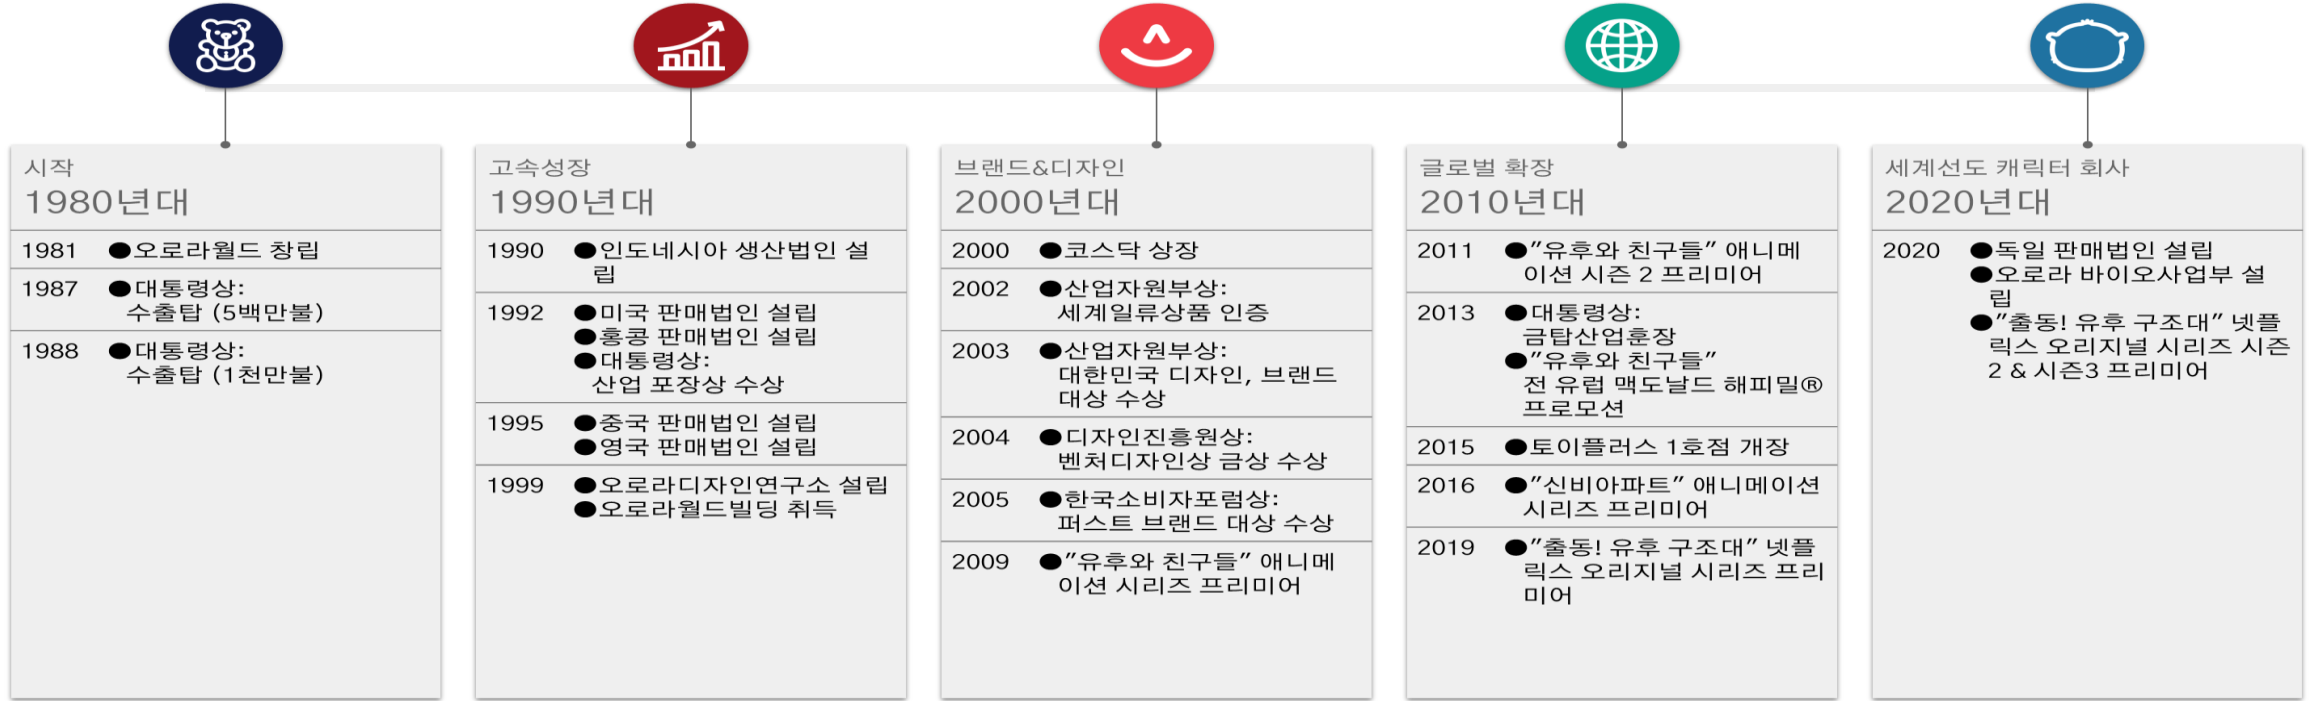 시작
1980년대
1981 ●오로라월드 창립
1987 ●대통령상:
수출탑 (5백만불)
1988 ●대통령상:
수출탑 (1천만불)
고속성장
1990년대
1990 ●인도네시아 생산법인 설
립
1992 ●미국 판매법인 설립
●홍콩 판매법인 설립
●대통령상:
산업 포장상 수상
1995 ●중국 판매법인 설립
●영국 판매법인 설립
1999 ●오로라디자인연구소 설립
●오로라월드빌딩 취득
브랜드&디자인
2000년대
2000 ●코스닥 상장
2002 ●산업자원부상:
세계일류상품 인증
2003 ●산업자원부상:
대한민국 디자인, 브랜드
대상 수상
2004 ●디자인진흥원상:
벤처디자인상 금상 수상
2005 ●한국소비자포럼상:
퍼스트 브랜드 대상 수상
2009 ●"유후와 친구들" 애니메
이션 시리즈 프리미어
글로벌 확장
2010년대
2011 ●"유후와 친구들" 애니메
이션 시즌 2 프리미어
2013 ●대통령상:
금탑산업훈장
●"유후와 친구들"
전 유럽 맥도날드 해피밀®
프로모션
2015 ●토이플러스 1호점 개장
2016 ●"신비아파트" 애니메이션
시리즈 프리미어
2019 ●"출동! 유후 구조대" 넷플
릭스 오리지널 시리즈 프리
미어
세계선도 캐릭터 회사
2020년대
2020 ●독일 판매법인 설립
●오로라 바이오사업부 설
립
●"출동! 유후 구조대" 넷플
릭스 오리지널 시리즈 시즌
2 & 시즌3 프리미어